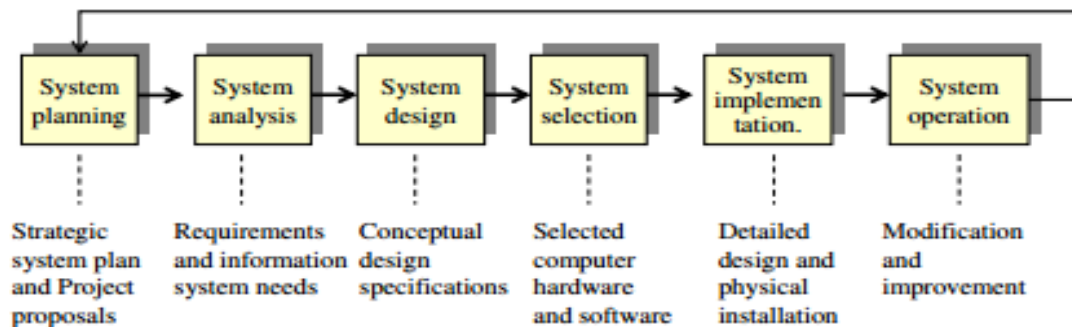 System
planning
System
analysis
System
design
System
selection
System
implemen
tation.
System
operation
Strategic
system plan
and Project
proposals
Requirements
and information
system needs
Conceptual
design
specifications
Selected
computer
hardware
and software
Detailed
design and
physical
installation
Modification
and
improvement